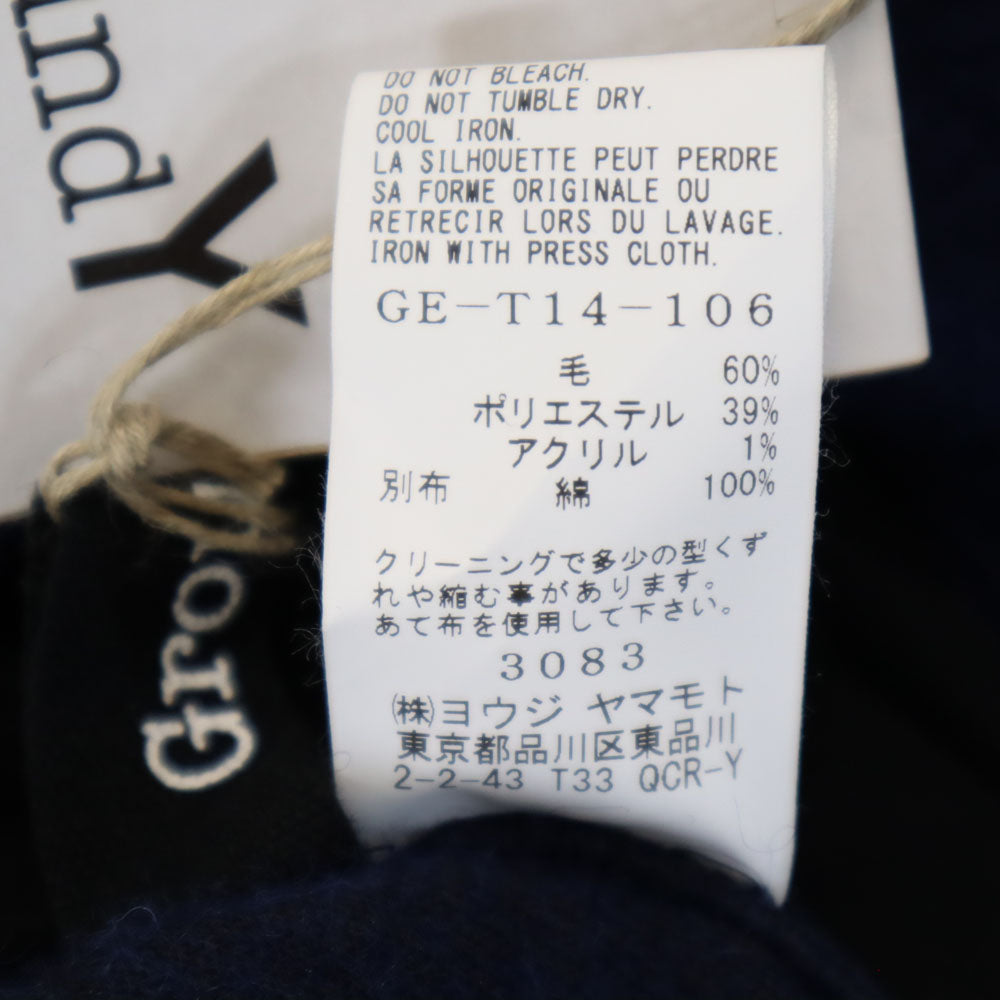 und
Y
Gro
DO NOT BLEACH.
DO NOT TUMBLE DRY.
COOL IRON.
LA SILHOUETTE PEUT PERDRE
SA FORME ORIGINALE OU
RETRECIR LORS DU LAVAGE.
IRON WITH PRESS CLOTH.
GE-T14-106
毛 60%
ポリエステル 39%
アクリル 1%
別布 綿 100%
クリーニングで多少の型くず
れや縮む事があります。
あて布を使用して下さい。
3083
㈱ヨウジ ヤマモト
東京都品川区東品川
2-2-43 T33 QCR-Y